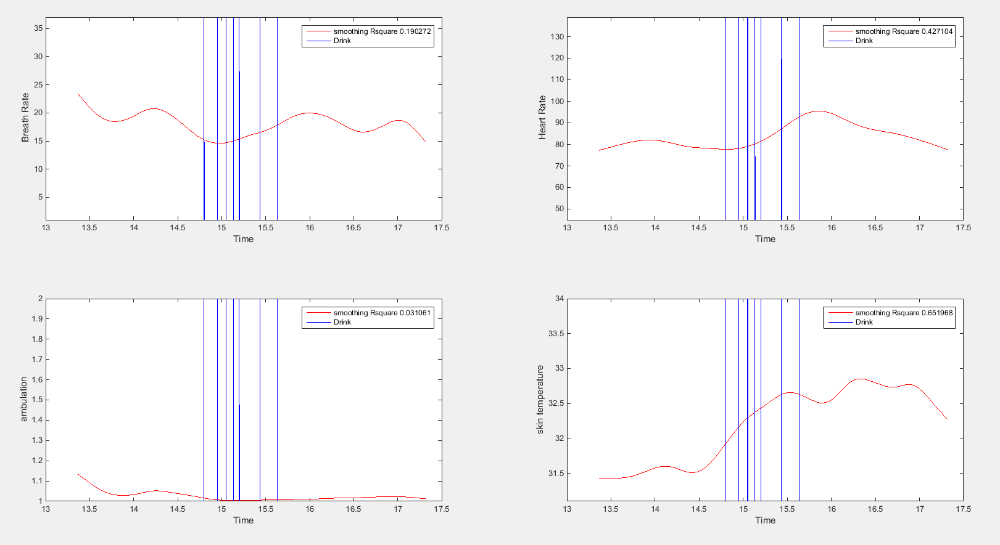 35
30
25
20
15
10
5
Breath Rate
smoothing Rsquare 0.190272
Drink
13 13.5 14 14.5 15 15.5 16 16.5 17 17.5
Time
130
120
110
100
90
80
70
60
50
Heart Rate
smoothing Rsquare 0.427104
Drink
13 13.5 14 14.5 15 15.5 16 16.5 17 17.5
Time
2
1.9
1.8
1.7
1.6
1.5
1.4
1.3
1.2
1.1
1
ambulation
smoothing Rsquare 0.031061
Drink
13 13.5 14 14.5 15 15.5 16 16.5 17 17.5
Time
34
33.5
33
32.5
32
31.5
skin temperature
smoothing Rsquare 0.651968
Drink
13 13.5 14 14.5 15 15.5 16 16.5 17 17.5
Time